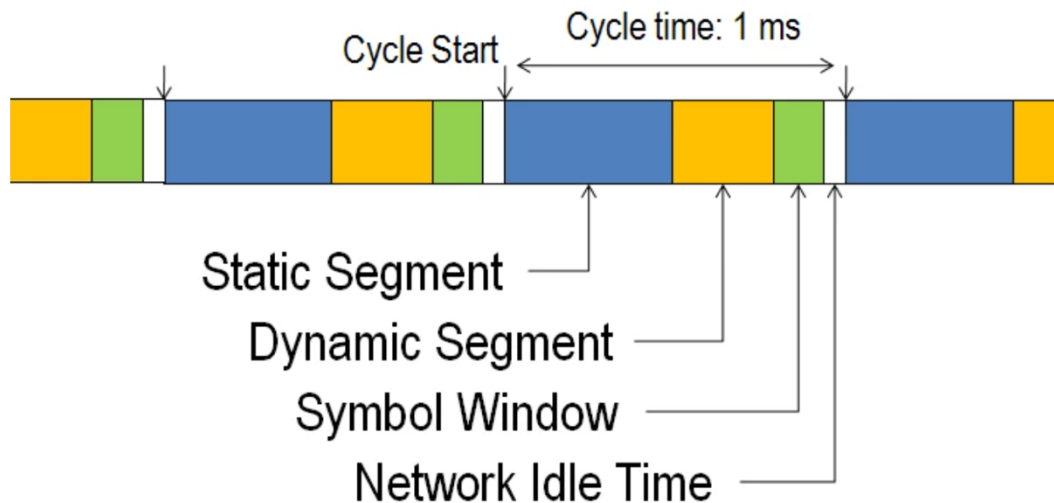 Cycle Start
Cycle time: 1 ms
Static Segment
Dynamic Segment
Symbol Window
Network Idle Time